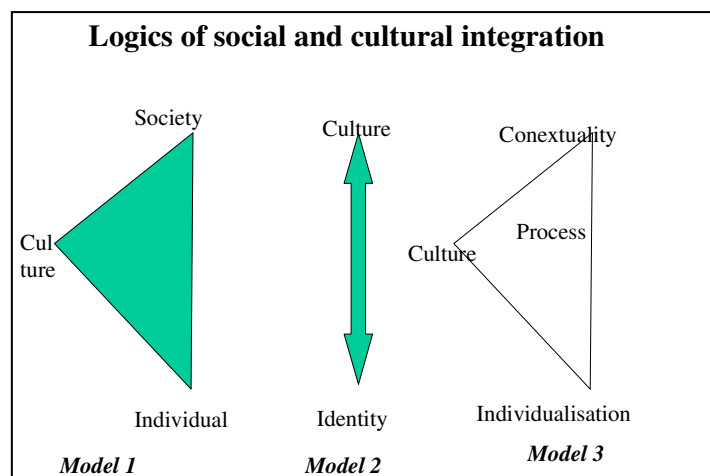 Logics of social and cultural integration
Society
Cul
ture
Individual
Model 1
Culture
Identity
Model 2
Conextuality
Process
Culture
Individualisation
Model 3